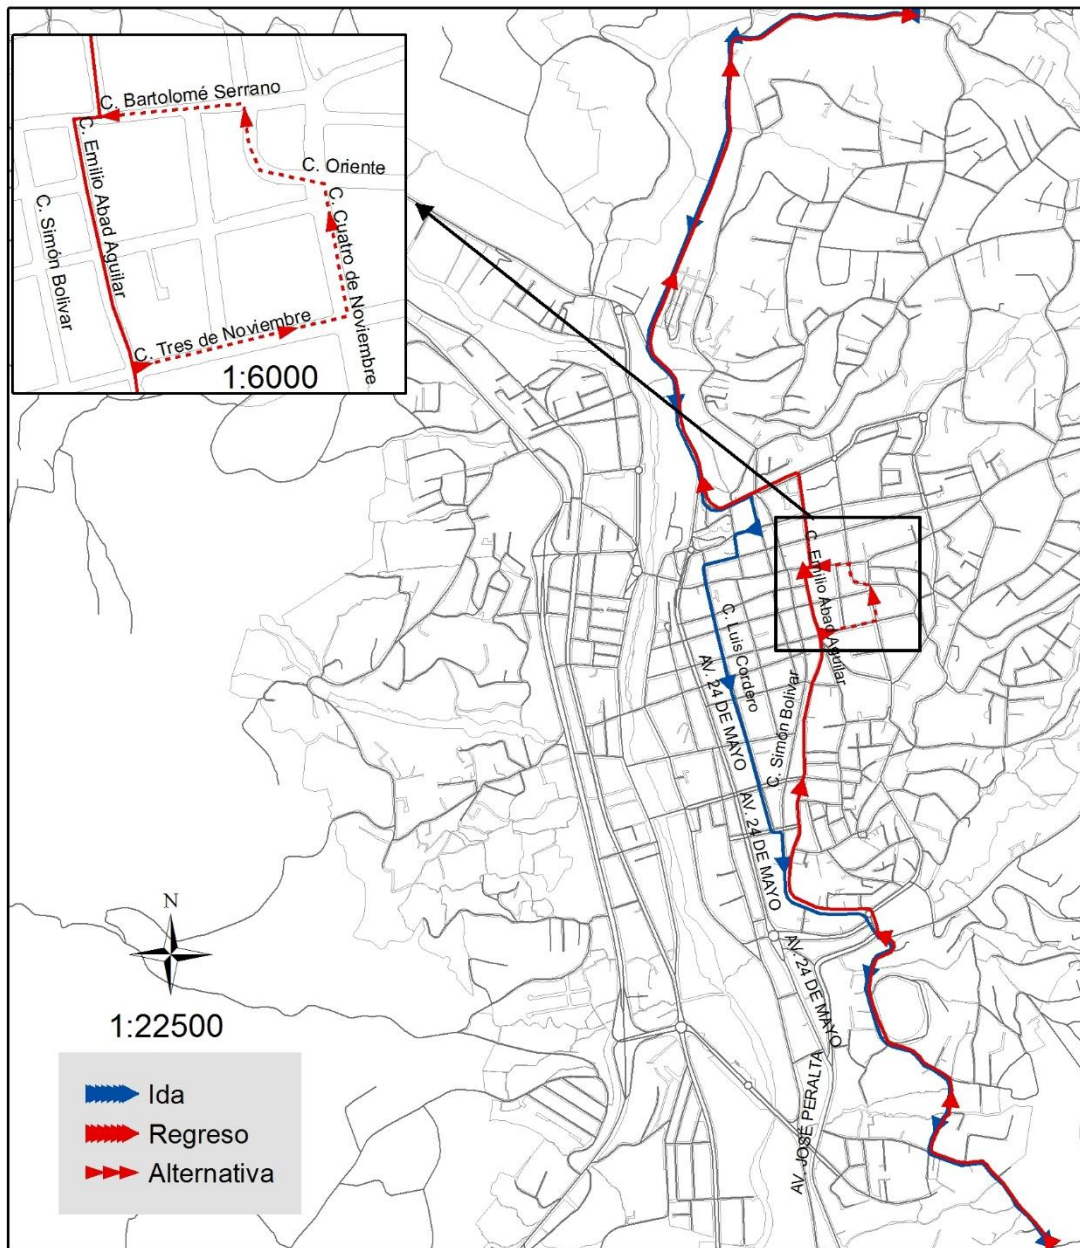 C. Bartolomé Serrano
C. Emilio Abad Aguilar
C. Oriente
C. Simón Bolivar
C. Cuatro de Noviembre
C. Tres de Noviembre
1:6000
C. Emilio Abad Aguilar
C. Luis Cordero
AV. 24 DE MAYO
C. Simón Bolivar
AV. 24 DE MAYO
AV. 24 DE MAYO
AV. JOSÉ PERALTA
N
1:22500
Ida
Regreso
Alternativa